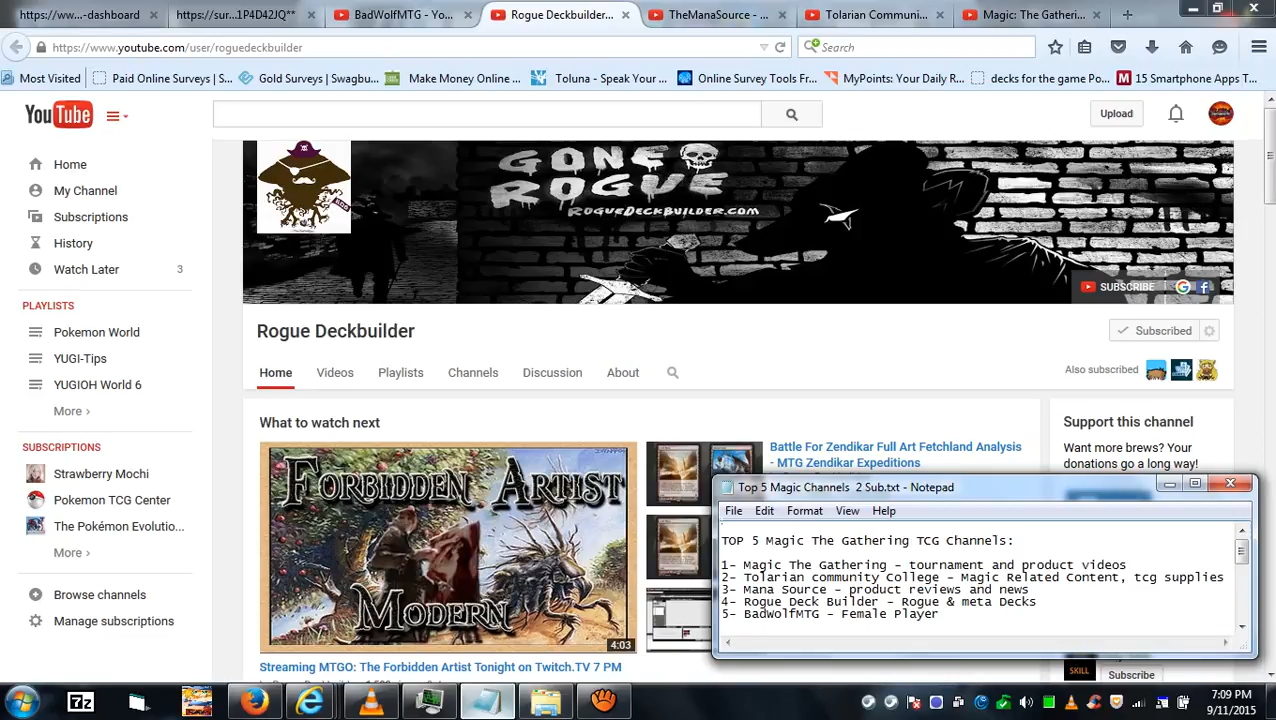 https://www...-dashboard
https://sur...1P4D42JQ**
BadWolfMTG - Yo...
Rogue Deckbuilder...
TheManaSource - ...
Tolarian Communi...
Magic: The Gatheri...
https://www.youtube.com/user/roguedeckbuilder
Search
Most Visited
Paid Online Surveys | S...
Gold Surveys | Swagbu...
Make Money Online ...
Toluna - Speak Your ...
Online Survey Tools Fr...
MyPoints: Your Daily R...
decks for the game Po...
15 Smartphone Apps T...
YouTube
Upload
Home
My Channel
Subscriptions
History
Watch Later 3
PLAYLISTS
Pokemon World
YUGI-Tips
YUGIOH World 6
More ›
SUBSCRIPTIONS
Strawberry Mochi
Pokemon TCG Center
The Pokémon Evolutio...
More ›
Browse channels
Manage subscriptions
GONE
ROGUE
ROGUEDECKBUILDER.COM
SUBSCRIBE
Rogue Deckbuilder
Subscribed
Home Videos Playlists Channels Discussion About
Also subscribed
What to watch next
FORBIDDEN ARTIST
MODERN
4:03
Streaming MTGO: The Forbidden Artist Tonight on Twitch.TV 7 PM
Battle For Zendikar Full Art Fetchland Analysis
- MTG Zendikar Expeditions
Support this channel
Want more brews? Your
donations go a long way!
Top 5 Magic Channels 2 Sub.txt - Notepad
File Edit Format View Help
TOP 5 Magic The Gathering TCG Channels:
1- Magic The Gathering - tournament and product videos
2- Tolarian community College - Magic Related Content, tcg supplies
3- Mana Source - product reviews and news
4- Rogue Deck Builder - Rogue & meta Decks
5- BadwolfMTG - Female Player
SKILL
Subscribe
7z
7:09 PM
9/11/2015